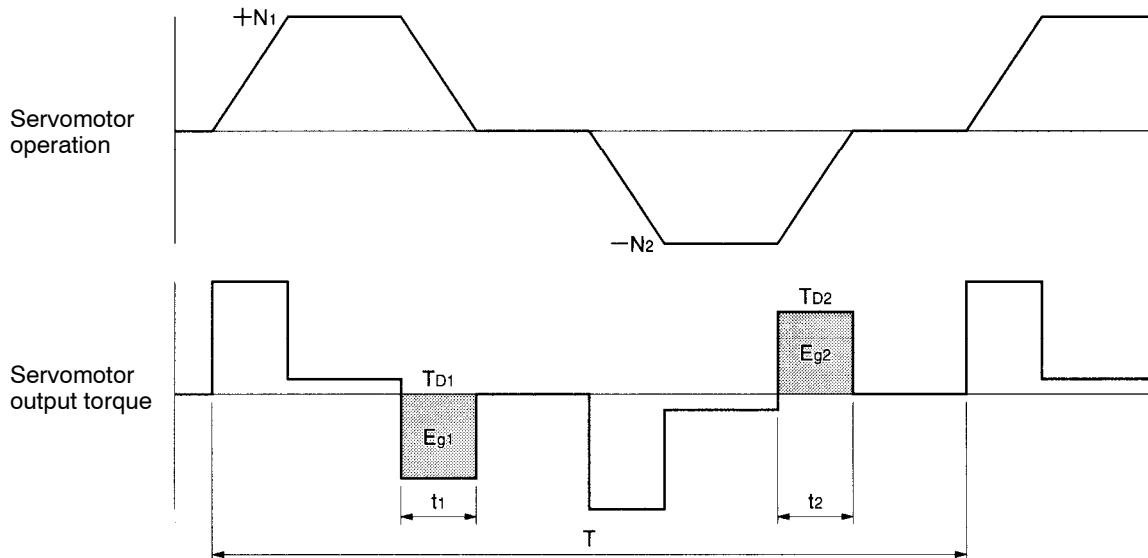 +N1
Servomotor
operation
−N2
TD2
Eg2
Servomotor
output torque
TD1
Eg1
t1
t2
T